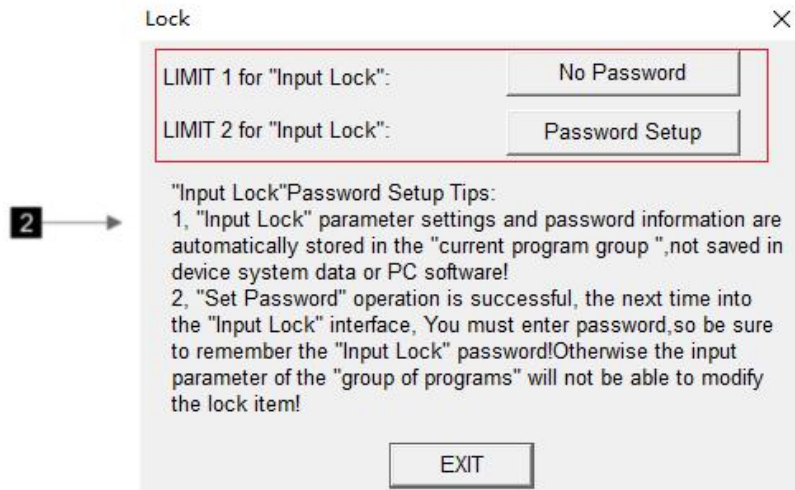 Lock
LIMIT 1 for "Input Lock": No Password
LIMIT 2 for "Input Lock": Password Setup
2
"Input Lock"Password Setup Tips:
1, "Input Lock" parameter settings and password information are
automatically stored in the "current program group ",not saved in
device system data or PC software!
2, "Set Password" operation is successful, the next time into
the "Input Lock" interface, You must enter password,so be sure
to remember the "Input Lock" password!Otherwise the input
parameter of the "group of programs" will not be able to modify
the lock item!
EXIT